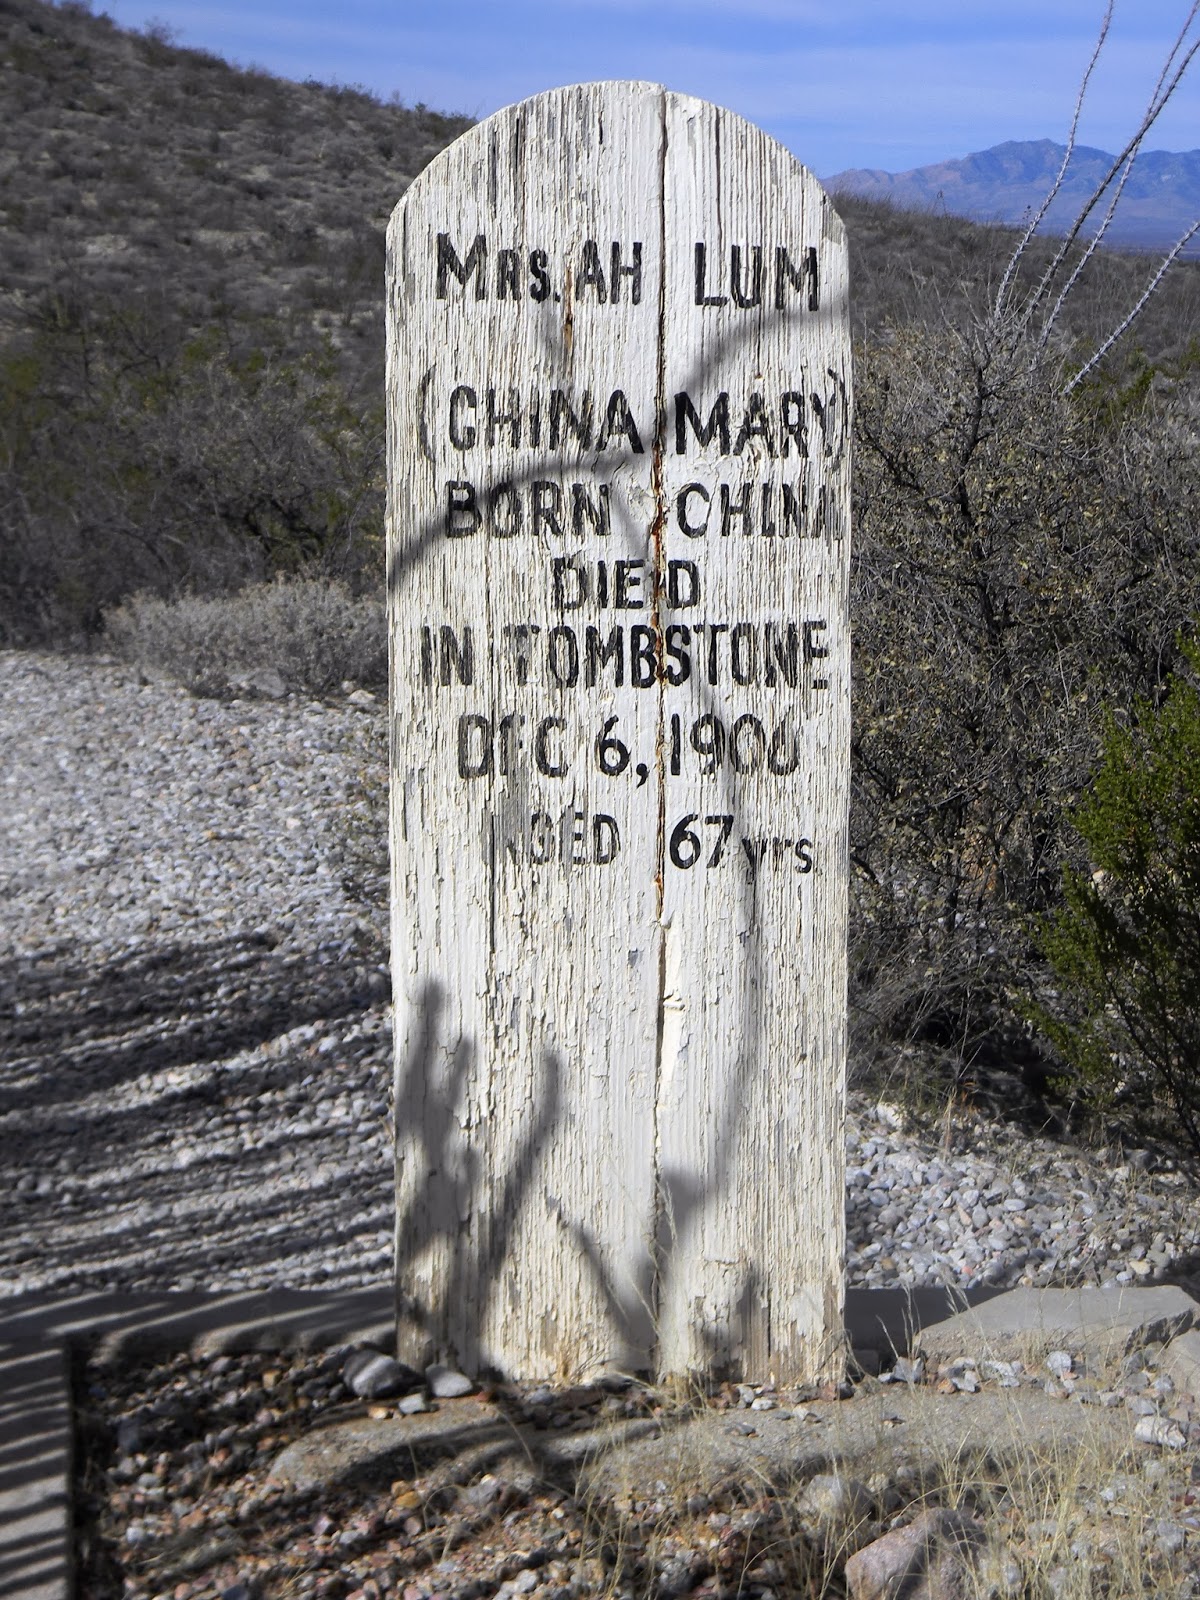 Mrs. AH LUM
(CHINA MARY)
BORN CHINA
DIED
IN TOMBSTONE
DEC 6, 1906
AGED 67 yrs